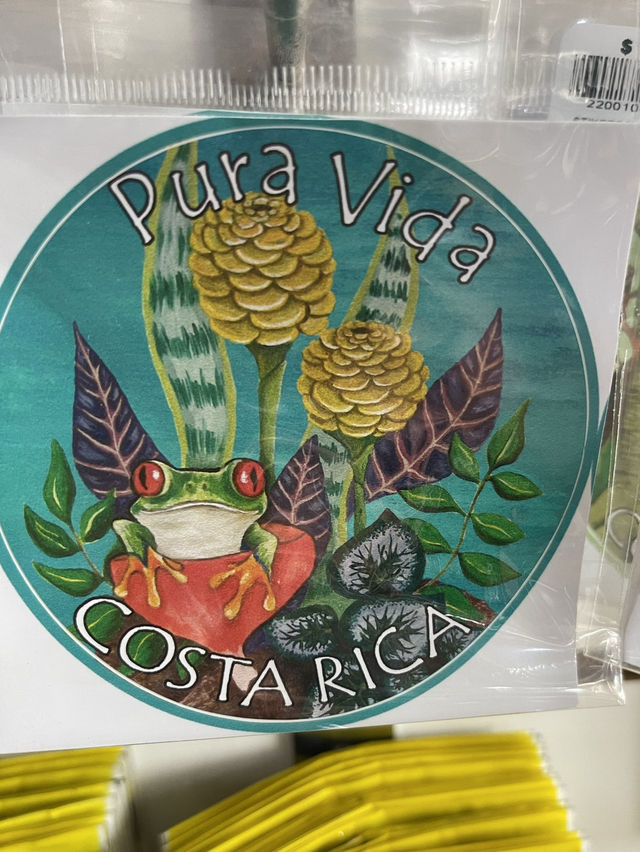 $
220010
Pura Vida
COSTA RICA